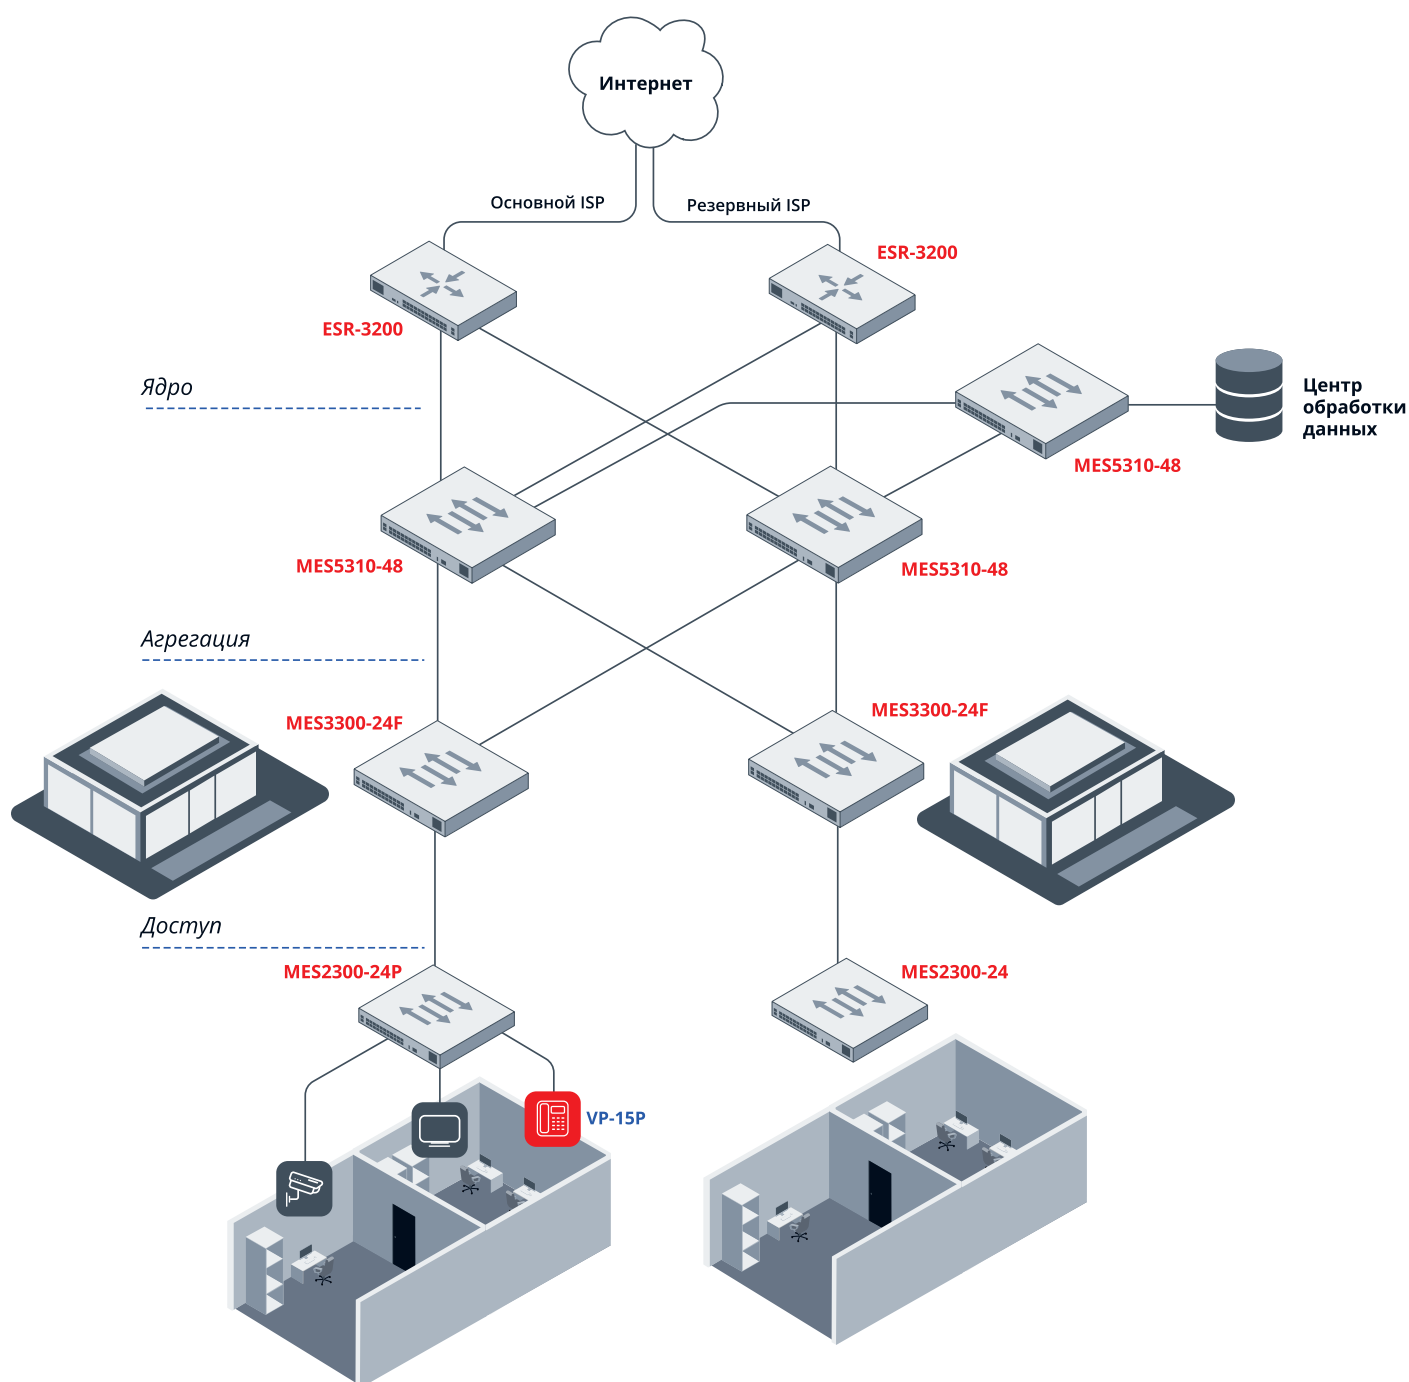 Интернет
Основной ISP
Резервный ISP
ESR-3200
ESR-3200
Ядро
Центр
обработки
данных
MES5310-48
MES5310-48
MES5310-48
Агрегация
MES3300-24F
MES3300-24F
Доступ
MES2300-24P
MES2300-24
VP-15P